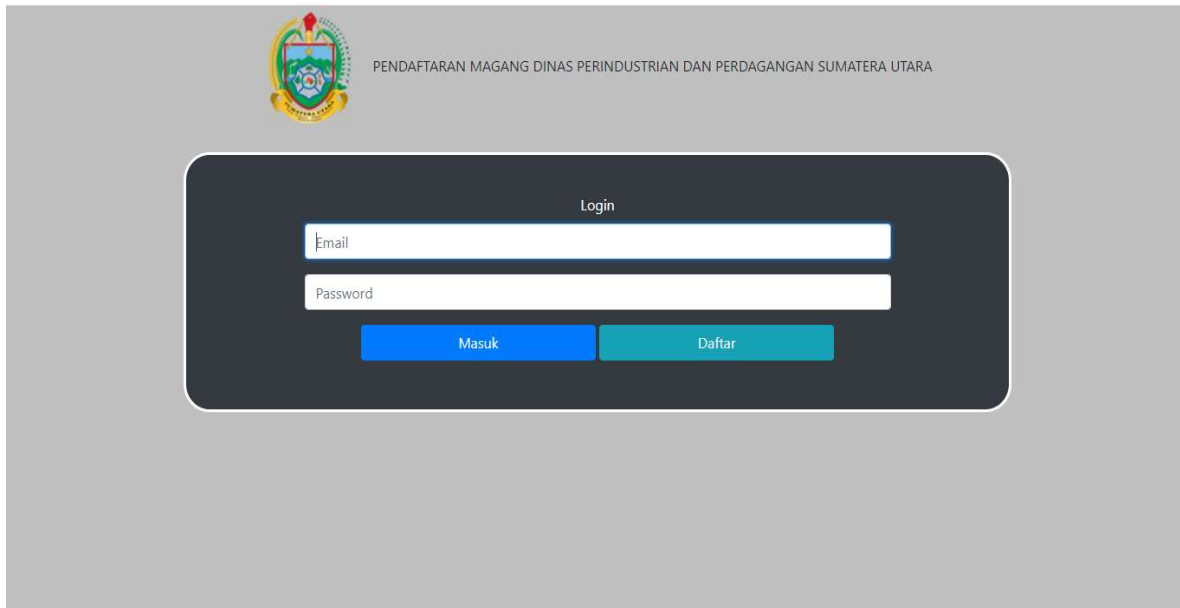 PENDAFTARAN MAGANG DINAS PERINDUSTRIAN DAN PERDAGANGAN SUMATERA UTARA
Login
Email
Password
Masuk Daftar